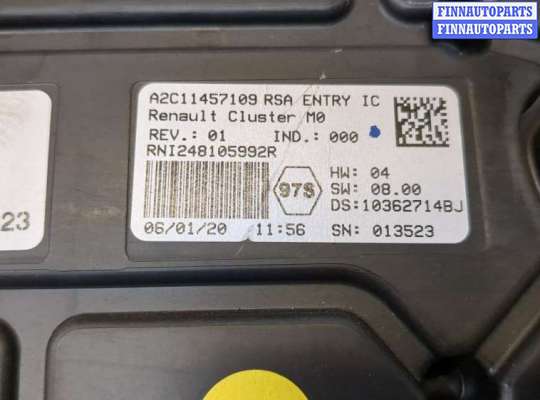 FINNAUTOPARTS
FINNAUTOPARTS
FINNAUTOPARTS
A2C11457109 RSA ENTRY IC
Renault Cluster M0
REV.: 01 IND.: 000
RNI248105992R
HW: 04
97S
SW: 08.00
DS:10362714BJ
06/01/20 11:56 SN: 013523
23